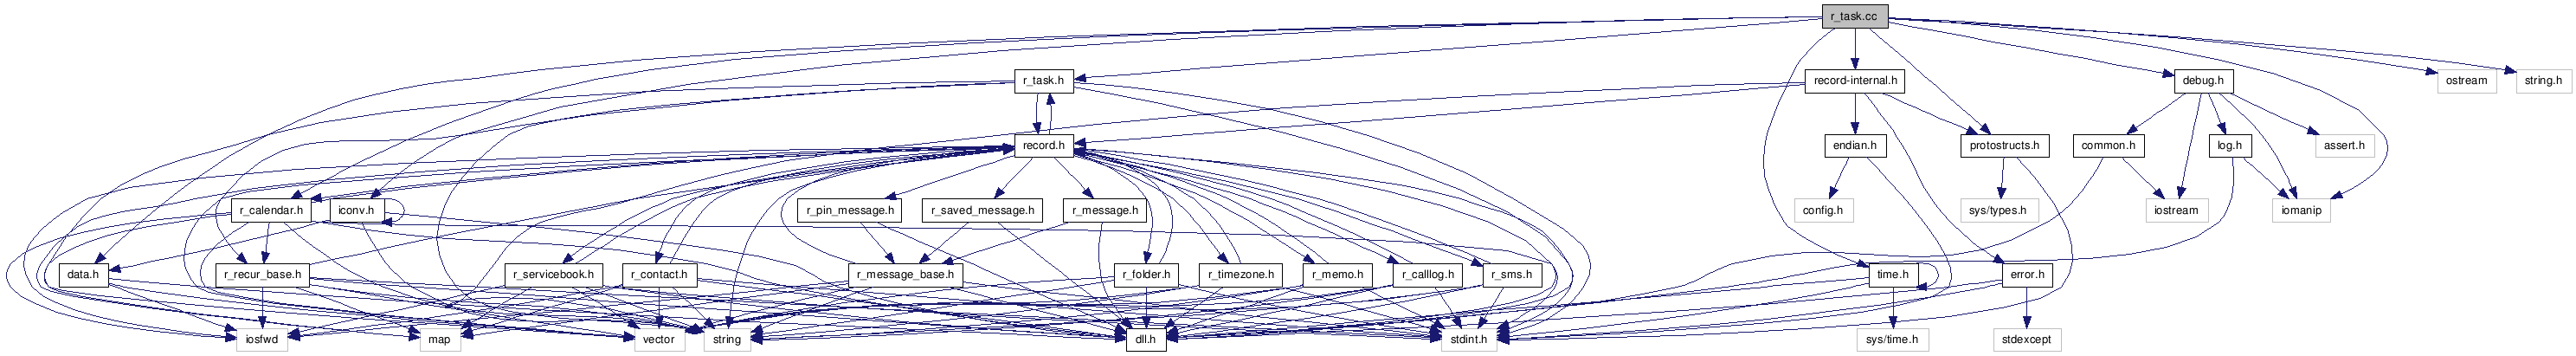 r_task.cc
r_task.h
record-internal.h
debug.h
ostream
string.h
record.h
endian.h
protostructs.h
common.h
log.h
assert.h
r_calendar.h
iconv.h
r_pin_message.h
r_saved_message.h
r_message.h
config.h
sys/types.h
iostream
iomanip
data.h
r_recur_base.h
r_servicebook.h
r_contact.h
r_message_base.h
r_folder.h
r_timezone.h
r_memo.h
r_calllog.h
r_sms.h
time.h
error.h
iosfwd
map
vector
string
dll.h
stdint.h
sys/time.h
stdexcept